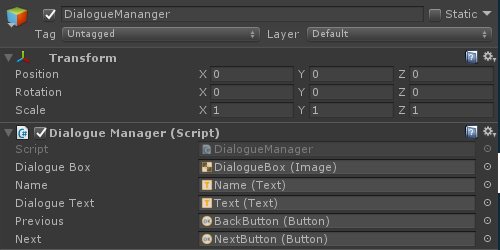 DialogueMananger Static
Tag Untagged Layer Default
Transform
Position X 0 Y 0 Z 0
Rotation X 0 Y 0 Z 0
Scale X 1 Y 1 Z 1
Dialogue Manager (Script)
Script DialogueManager
Dialogue Box DialogueBox (Image)
Name Name (Text)
Dialogue Text Text (Text)
Previous BackButton (Button)
Next NextButton (Button)